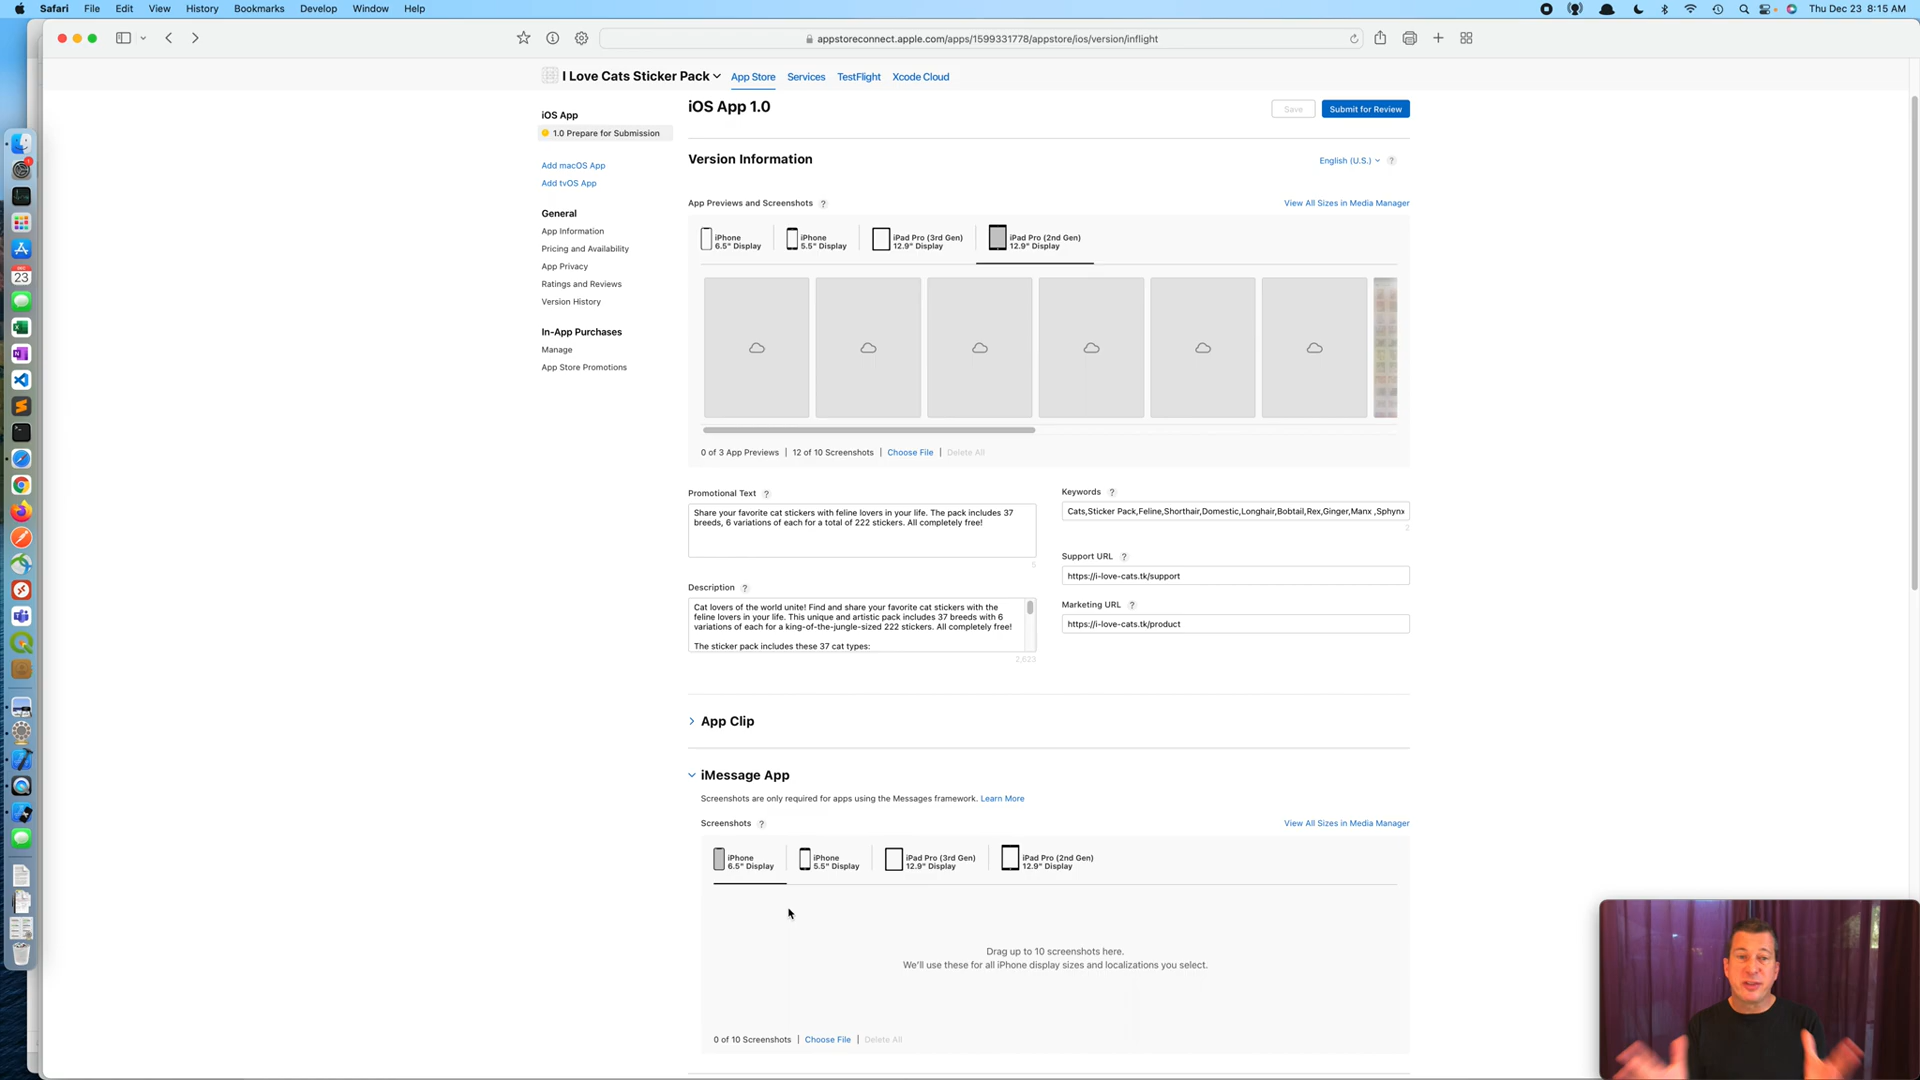 Safari File Edit View History Bookmarks Develop Window Help
Thu Dec 23 8:15 AM
appstoreconnect.apple.com/apps/1599331778/appstore/ios/version/inflight
I Love Cats Sticker Pack App Store Services TestFlight Xcode Cloud
iOS App
1.0 Prepare for Submission
Add macOS App
Add tvOS App
General
App Information
Pricing and Availability
App Privacy
Ratings and Reviews
Version History
In-App Purchases
Manage
App Store Promotions
iOS App 1.0
Save Submit for Review
Version Information
English (U.S.) ?
App Previews and Screenshots ?
View All Sizes in Media Manager
iPhone
6.5" Display
iPhone
5.5" Display
iPad Pro (3rd Gen)
12.9" Display
iPad Pro (2nd Gen)
12.9" Display
0 of 3 App Previews | 12 of 10 Screenshots | Choose File | Delete All
Promotional Text ?
Share your favorite cat stickers with feline lovers in your life. The pack includes 37
breeds, 6 variations of each for a total of 222 stickers. All completely free!
5
Description ?
Cat lovers of the world unite! Find and share your favorite cat stickers with the
feline lovers in your life. This unique and artistic pack includes 37 breeds with 6
variations of each for a king-of-the-jungle-sized 222 stickers. All completely free!
The sticker pack includes these 37 cat types:
2,623
Keywords ?
Cats,Sticker Pack,Feline,Shorthair,Domestic,Longhair,Bobtail,Rex,Ginger,Manx ,Sphynx
2
Support URL ?
https://i-love-cats.tk/support
Marketing URL ?
https://i-love-cats.tk/product
App Clip
iMessage App
Screenshots are only required for apps using the Messages framework. Learn More
Screenshots ?
View All Sizes in Media Manager
iPhone
6.5" Display
iPhone
5.5" Display
iPad Pro (3rd Gen)
12.9" Display
iPad Pro (2nd Gen)
12.9" Display
Drag up to 10 screenshots here.
We'll use these for all iPhone display sizes and localizations you select.
0 of 10 Screenshots | Choose File | Delete All
DEC
23